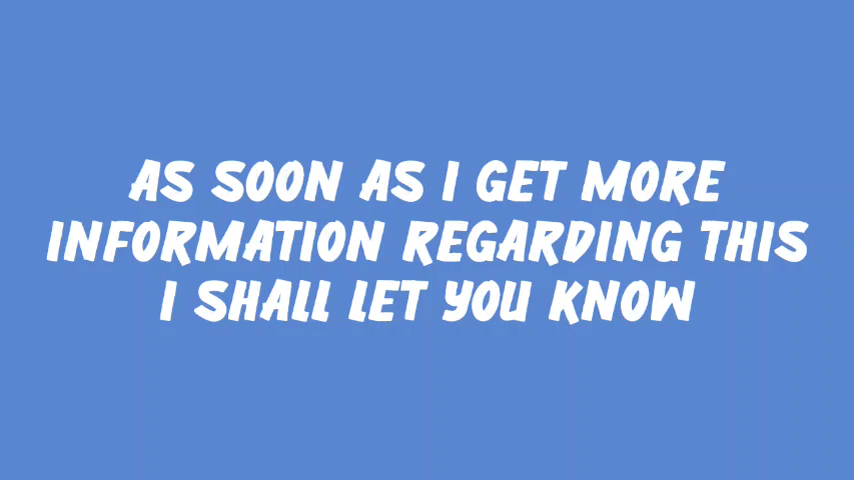 AS SOON AS I GET MORE
INFORMATION REGARDING THIS
I SHALL LET YOU KNOW